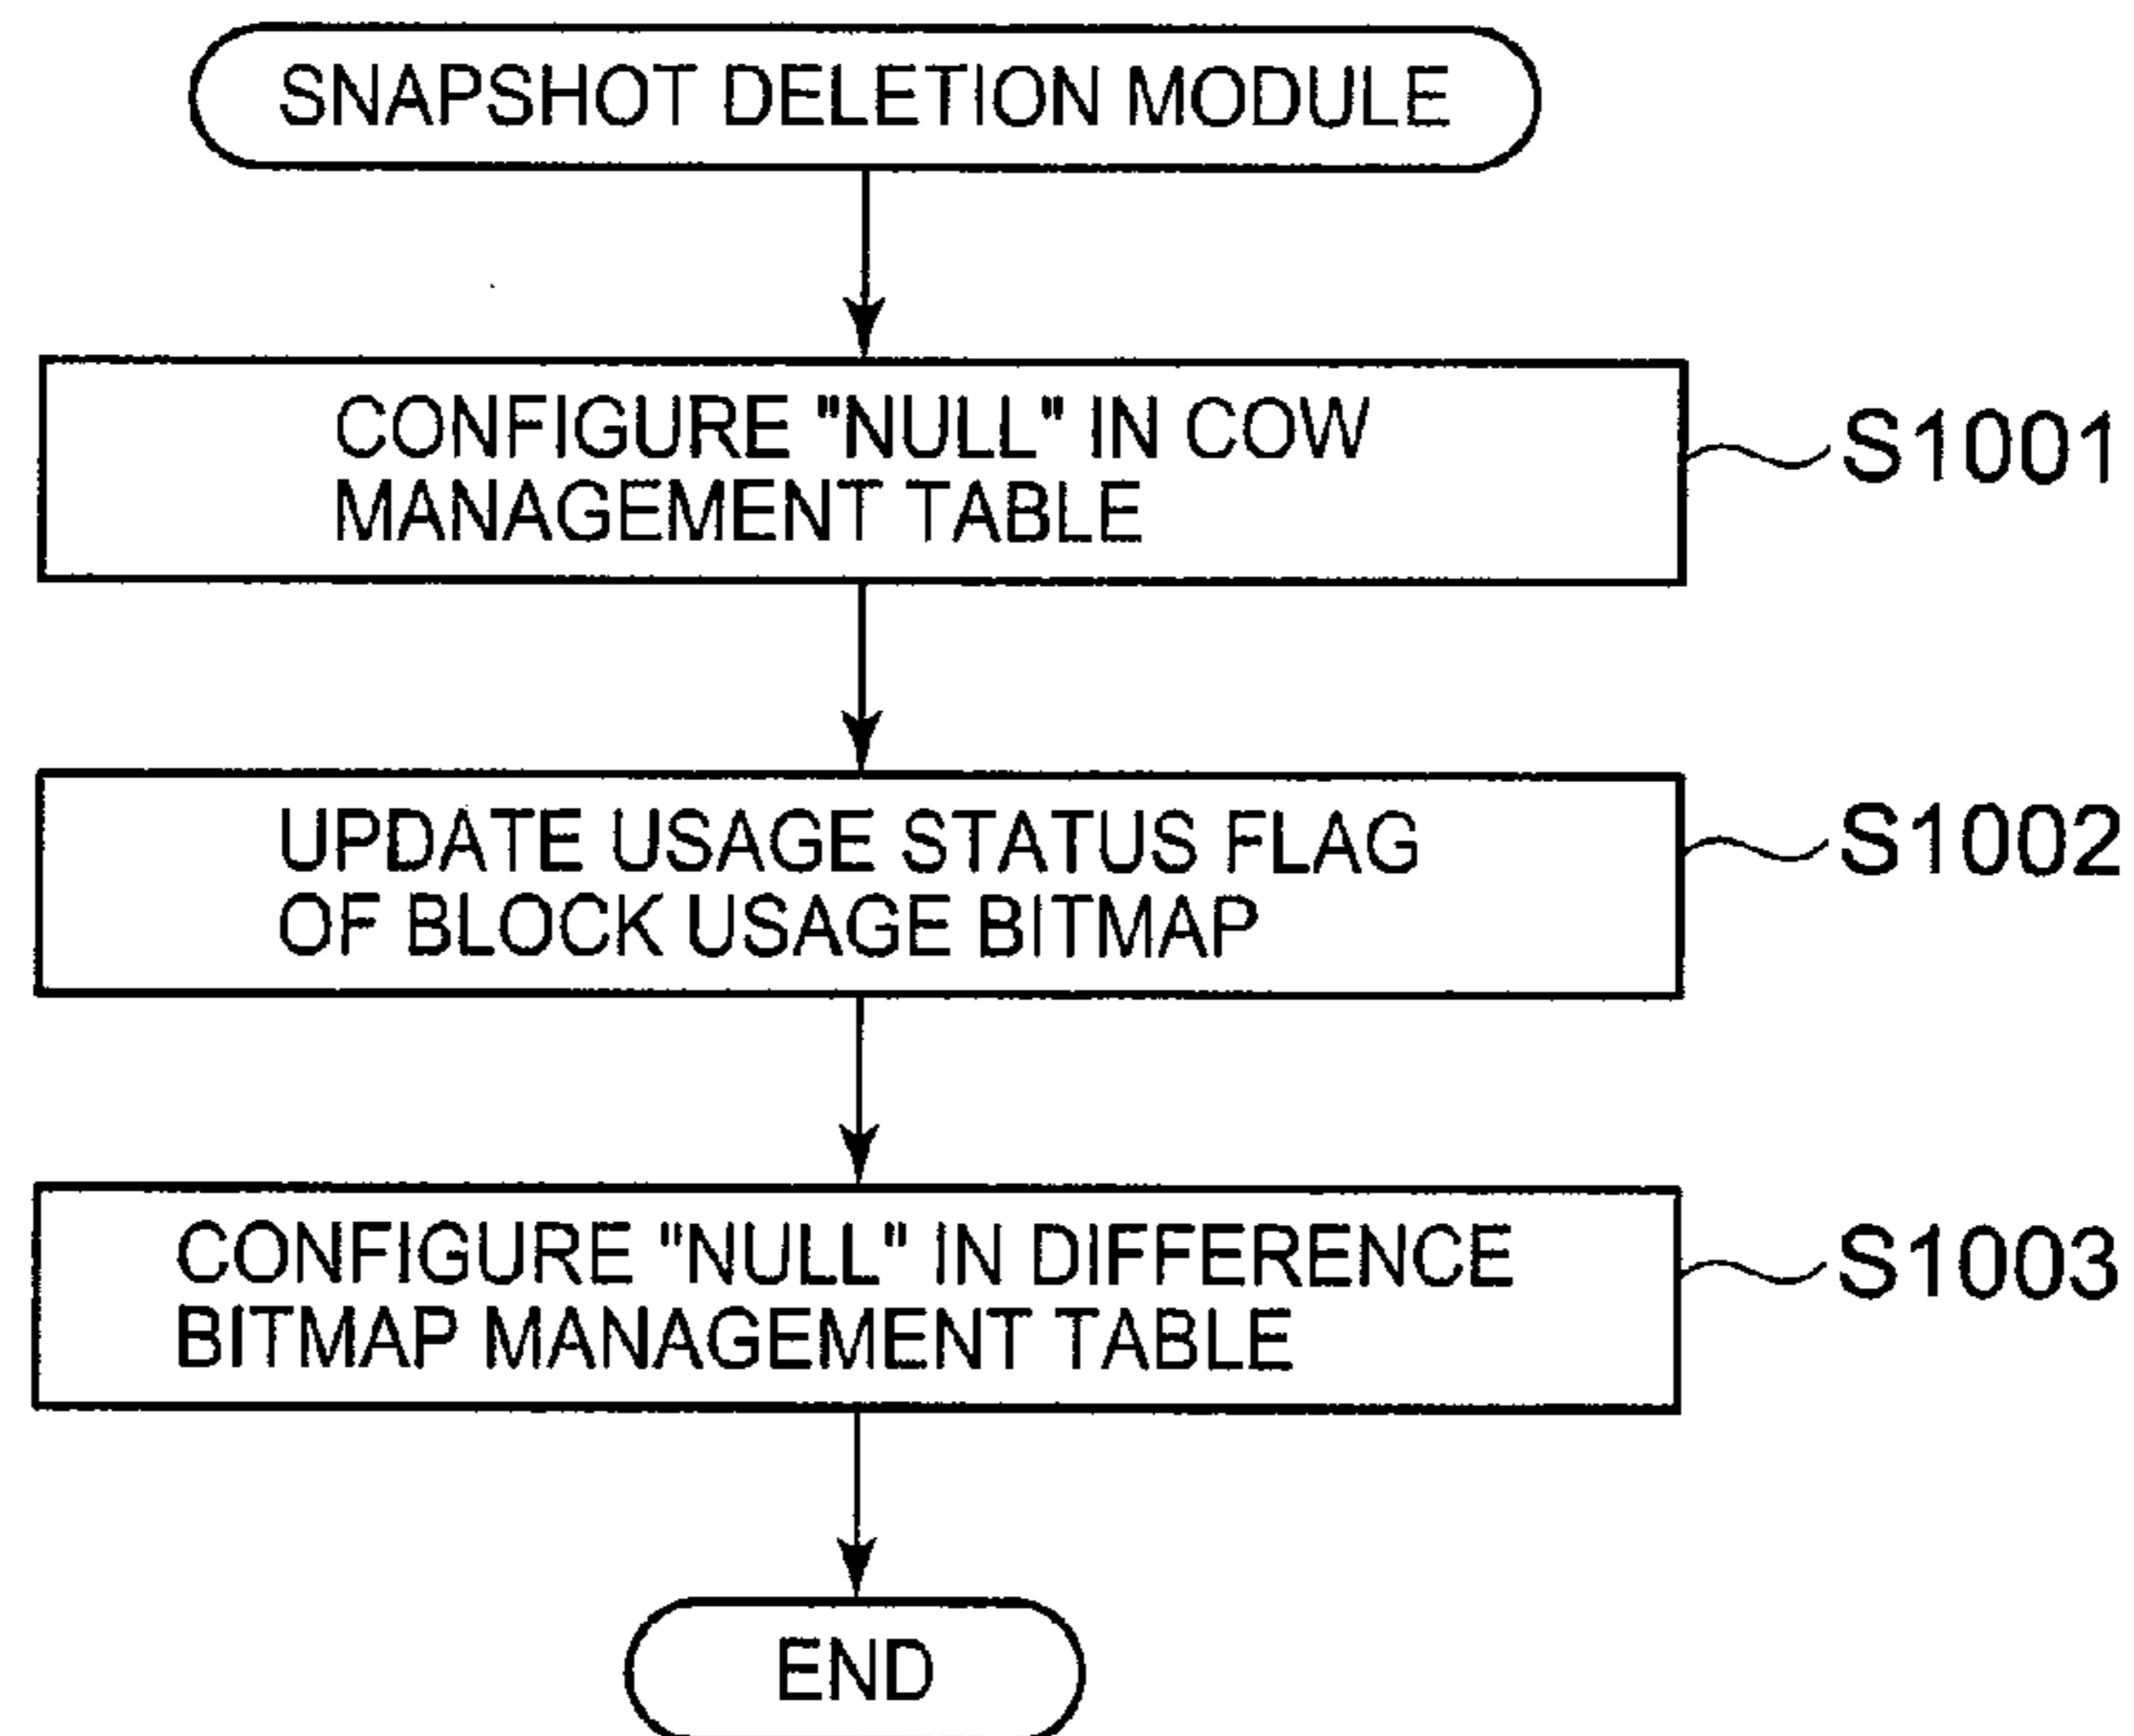 SNAPSHOT DELETION MODULE
CONFIGURE "NULL" IN COW
MANAGEMENT TABLE
S1001
UPDATE USAGE STATUS FLAG
OF BLOCK USAGE BITMAP
S1002
CONFIGURE "NULL" IN DIFFERENCE
BITMAP MANAGEMENT TABLE
S1003
END